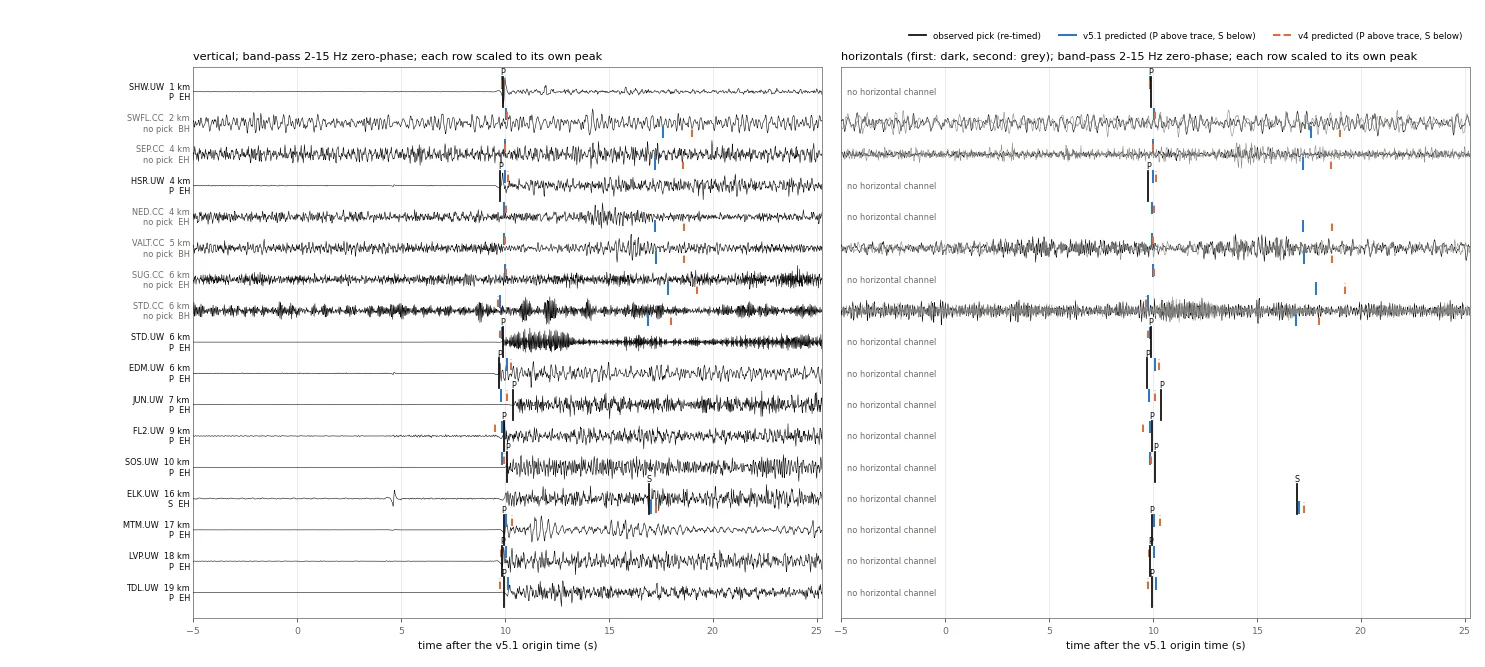 observed pick (re-timed)
v5.1 predicted (P above trace, S below)
v4 predicted (P above trace, S below)
vertical; band-pass 2-15 Hz zero-phase; each row scaled to its own peak
horizontals (first: dark, second: grey); band-pass 2-15 Hz zero-phase; each row scaled to its own peak
SHW.UW 1 km
P EH
P
SWFL.CC 2 km
no pick BH
SEP.CC 4 km
no pick EH
HSR.UW 4 km
P EH
P
NED.CC 4 km
no pick EH
VALT.CC 5 km
no pick BH
SUG.CC 6 km
no pick EH
STD.CC 6 km
no pick BH
STD.UW 6 km
P EH
P
EDM.UW 6 km
P EH
P
JUN.UW 7 km
P EH
P
FL2.UW 9 km
P EH
P
SOS.UW 10 km
P EH
P
ELK.UW 16 km
S EH
S
MTM.UW 17 km
P EH
P
LVP.UW 18 km
P EH
P
TDL.UW 19 km
P EH
P
−5
0
5
10
15
20
25
time after the v5.1 origin time (s)
P
no horizontal channel
P
no horizontal channel
no horizontal channel
no horizontal channel
P
no horizontal channel
P
no horizontal channel
P
no horizontal channel
P
no horizontal channel
P
no horizontal channel
S
no horizontal channel
P
no horizontal channel
P
no horizontal channel
P
no horizontal channel
−5
0
5
10
15
20
25
time after the v5.1 origin time (s)